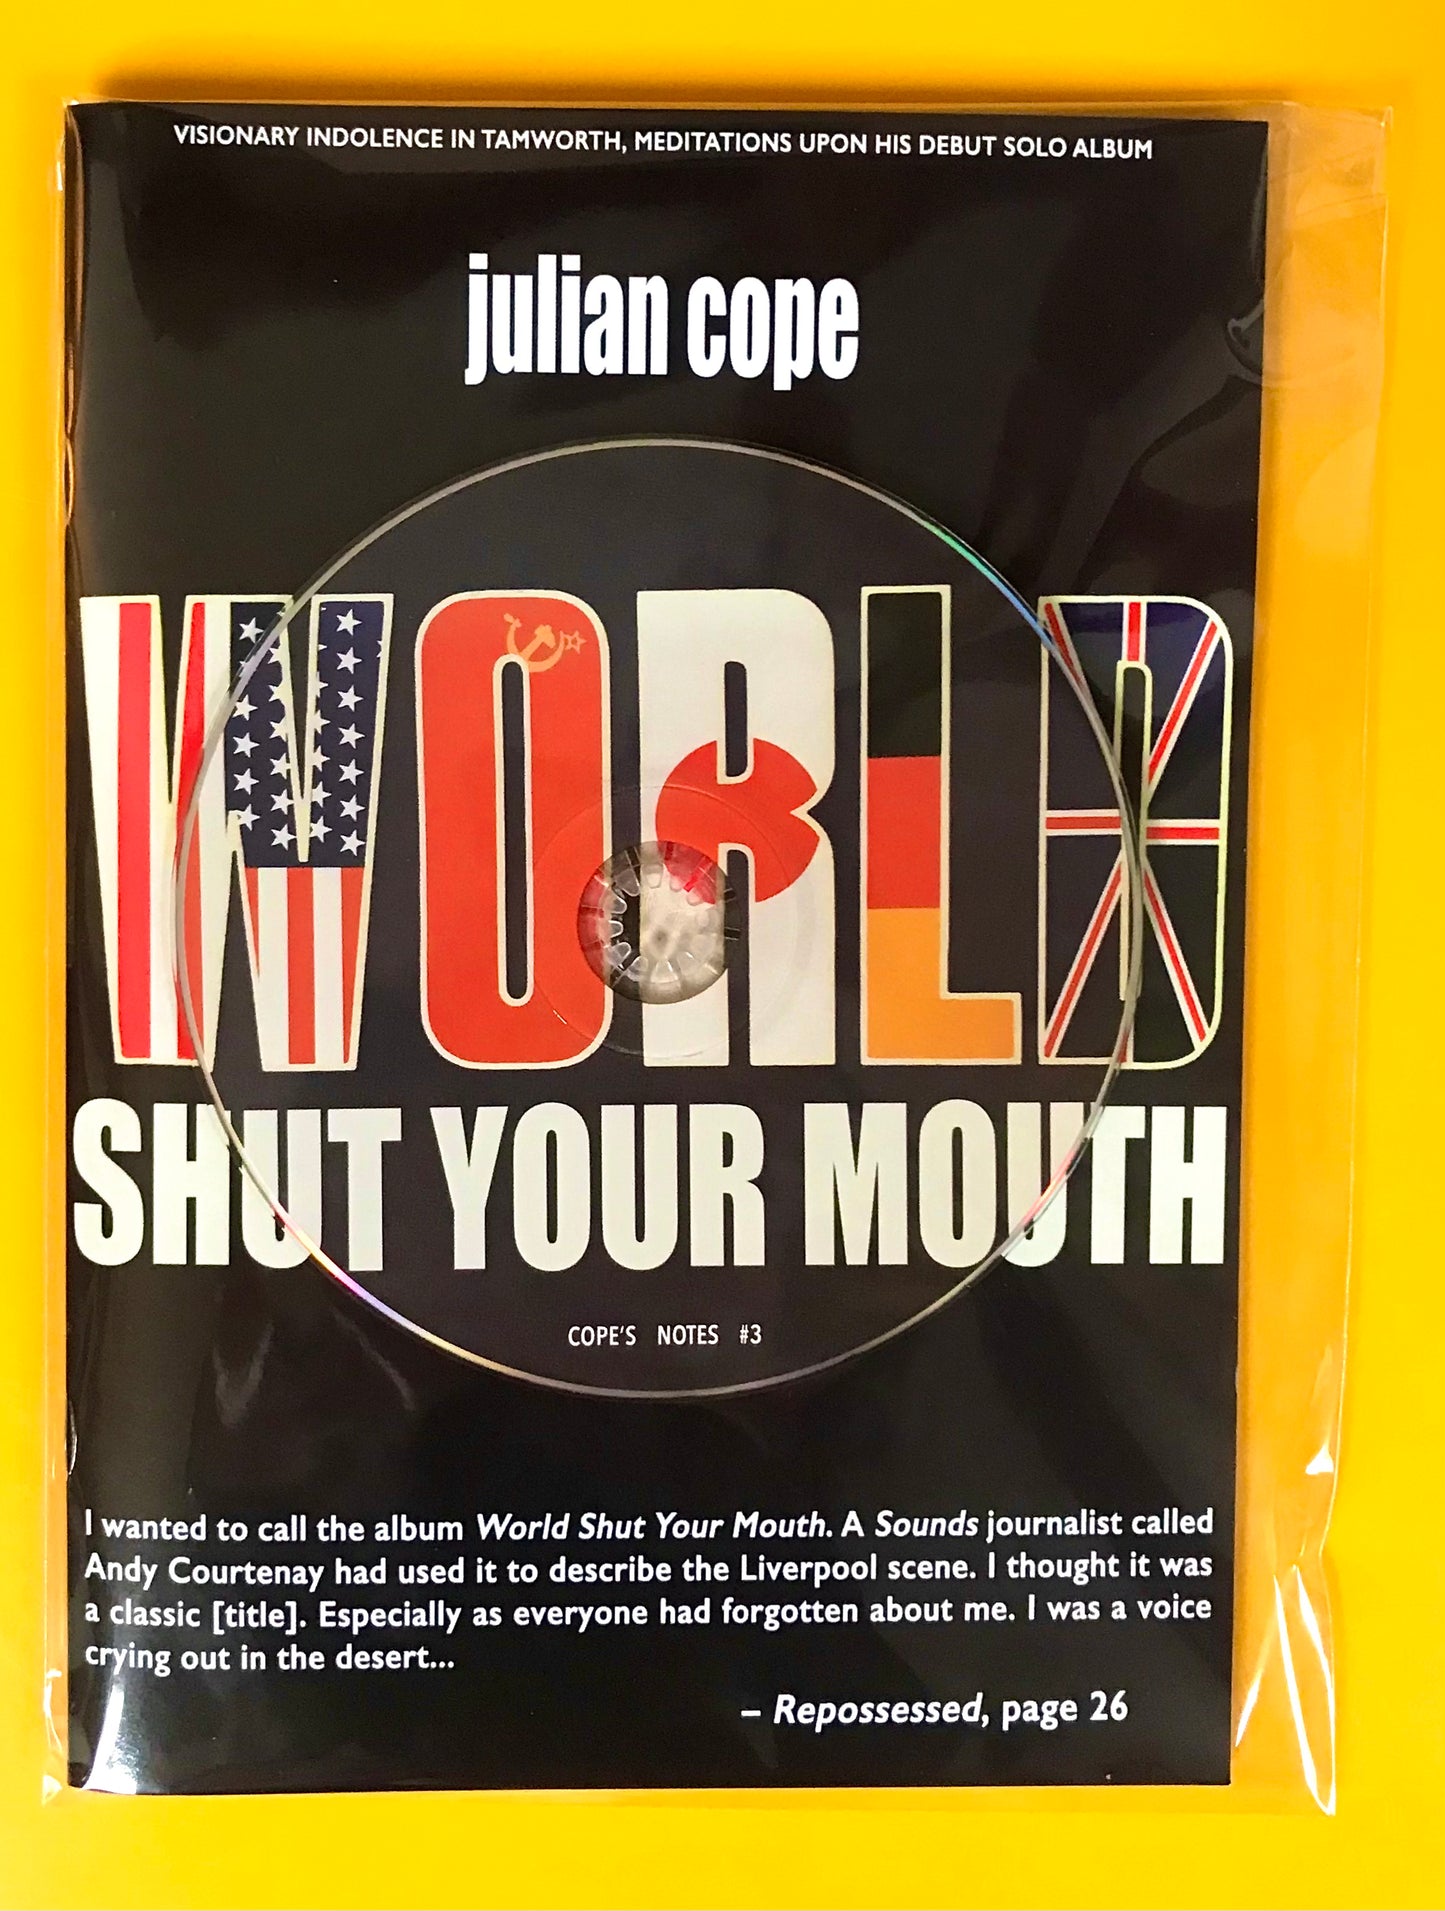 VISIONARY INDOLENCE IN TAMWORTH, MEDITATIONS UPON HIS DEBUT SOLO ALBUM
julian cope
WORLD
SHUT YOUR MOUTH
COPE'S NOTES #3
I wanted to call the album World Shut Your Mouth. A Sounds journalist called
Andy Courtenay had used it to describe the Liverpool scene. I thought it was
a classic [title]. Especially as everyone had forgotten about me. I was a voice
crying out in the desert...
– Repossessed, page 26